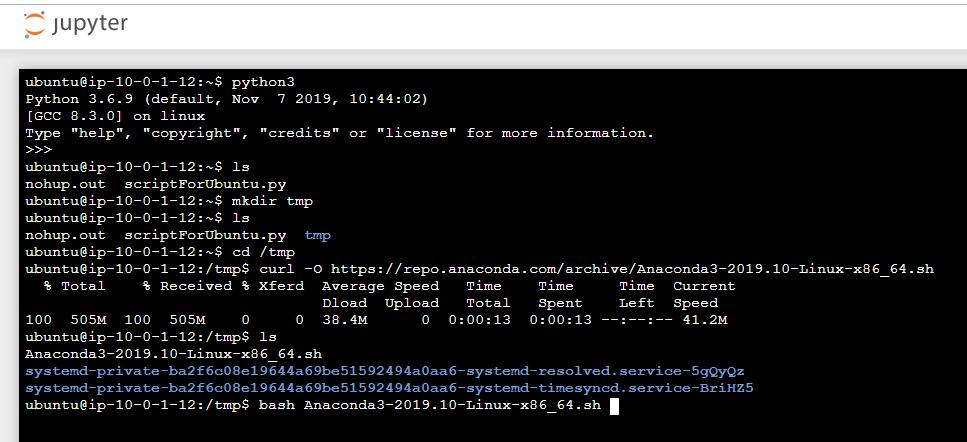 jupyter
ubuntu@ip-10-0-1-12:~$ python3
Python 3.6.9 (default, Nov  7 2019, 10:44:02)
[GCC 8.3.0] on linux
Type "help", "copyright", "credits" or "license" for more information.
>>>
ubuntu@ip-10-0-1-12:~$ ls
nohup.out  scriptForUbuntu.py
ubuntu@ip-10-0-1-12:~$ mkdir tmp
ubuntu@ip-10-0-1-12:~$ ls
nohup.out  scriptForUbuntu.py  tmp
ubuntu@ip-10-0-1-12:~$ cd /tmp
ubuntu@ip-10-0-1-12:/tmp$ curl -O https://repo.anaconda.com/archive/Anaconda3-2019.10-Linux-x86_64.sh
  % Total    % Received % Xferd  Average Speed   Time    Time     Time  Current
                                 Dload  Upload   Total   Spent    Left  Speed
100  505M  100  505M    0     0  38.4M      0  0:00:13  0:00:13 --:--:-- 41.2M
ubuntu@ip-10-0-1-12:/tmp$ ls
Anaconda3-2019.10-Linux-x86_64.sh
systemd-private-ba2f6c08e19644a69be51592494a0aa6-systemd-resolved.service-5gQyQz
systemd-private-ba2f6c08e19644a69be51592494a0aa6-systemd-timesyncd.service-BriHZ5
ubuntu@ip-10-0-1-12:/tmp$ bash Anaconda3-2019.10-Linux-x86_64.sh